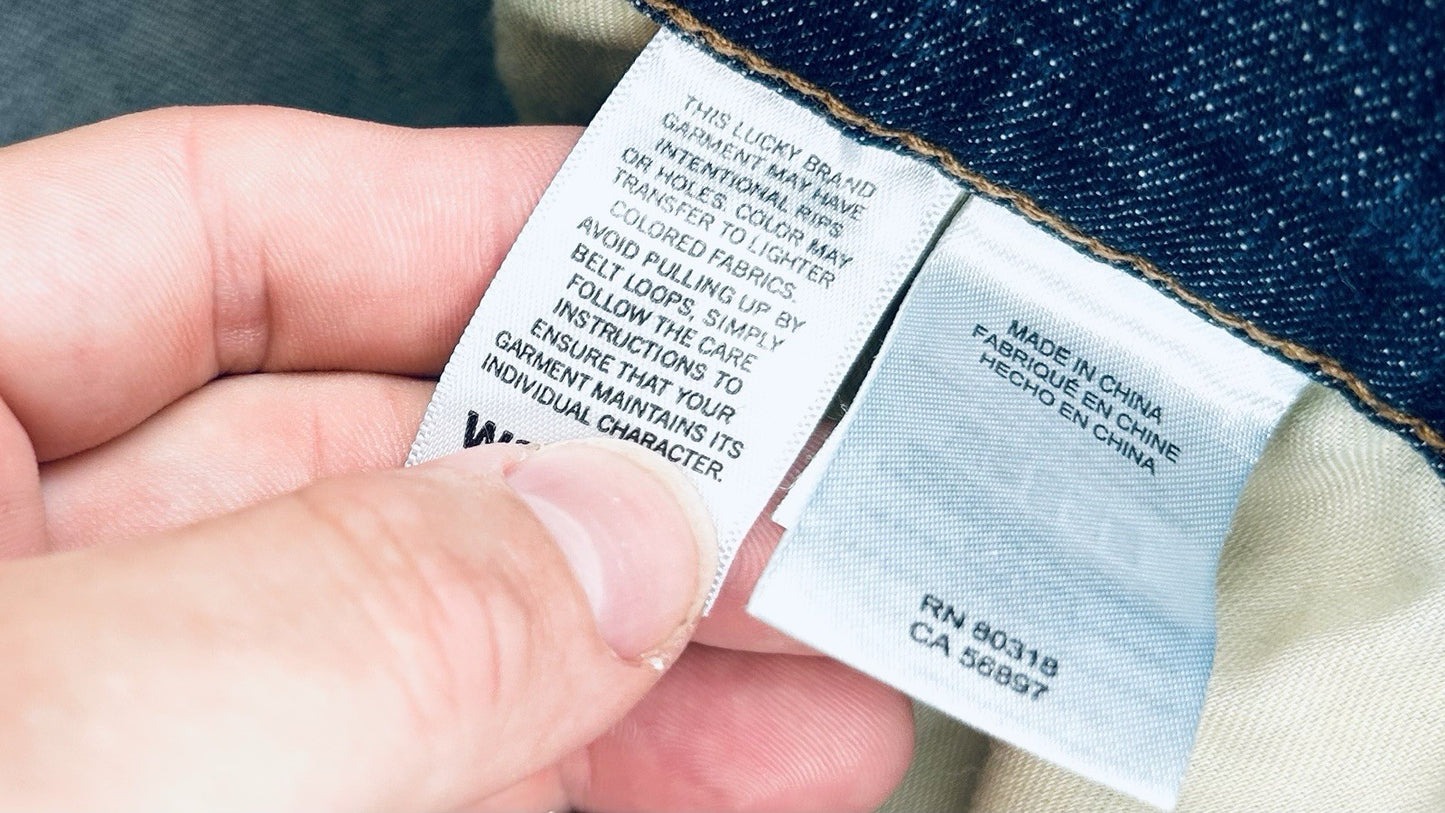 THIS LUCKY BRAND
GARMENT MAY HAVE
INTENTIONAL RIPS
OR HOLES. COLOR MAY
TRANSFER TO LIGHTER
COLORED FABRICS.
AVOID PULLING UP BY
BELT LOOPS, SIMPLY
FOLLOW THE CARE
INSTRUCTIONS TO
ENSURE THAT YOUR
GARMENT MAINTAINS ITS
INDIVIDUAL CHARACTER.
MADE IN CHINA
FABRIQUÉ EN CHINE
HECHO EN CHINA
RN 80318
CA 56897